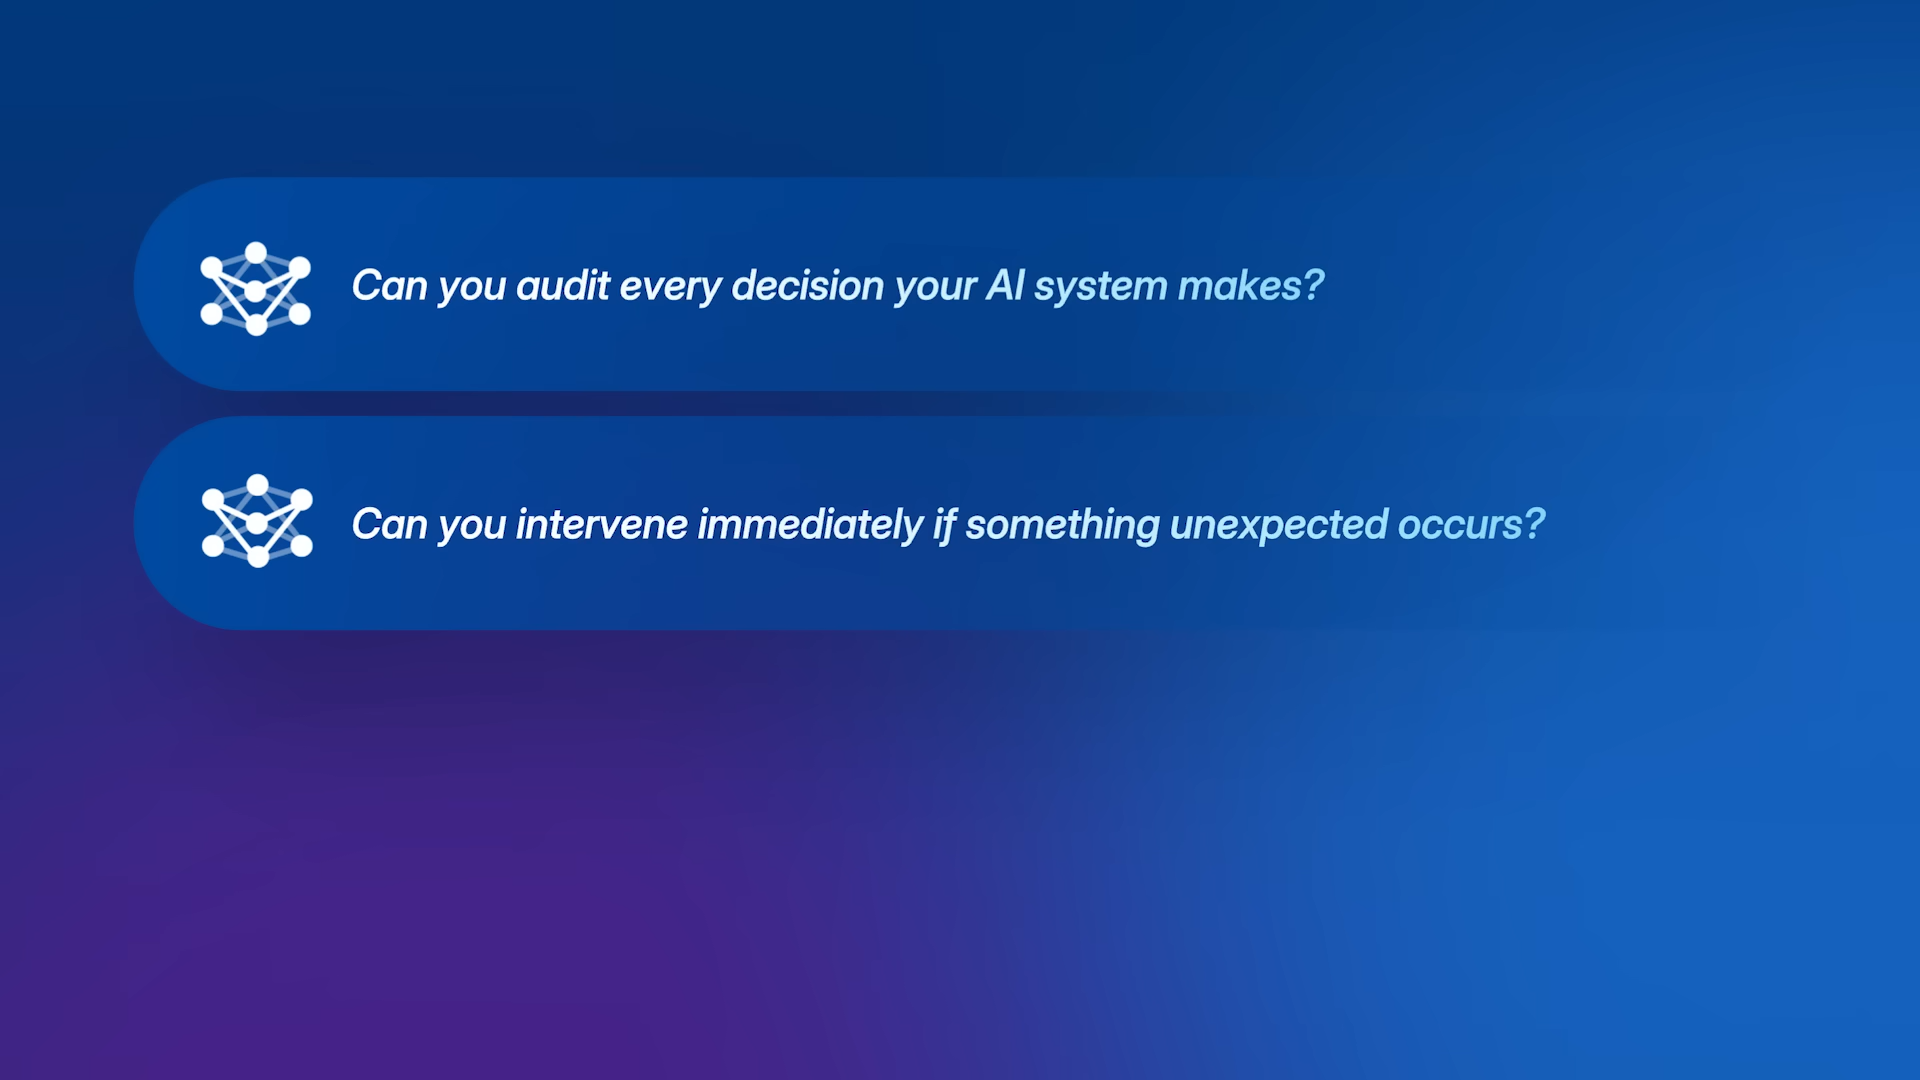 Can you audit every decision your AI system makes?
Can you intervene immediately if something unexpected occurs?